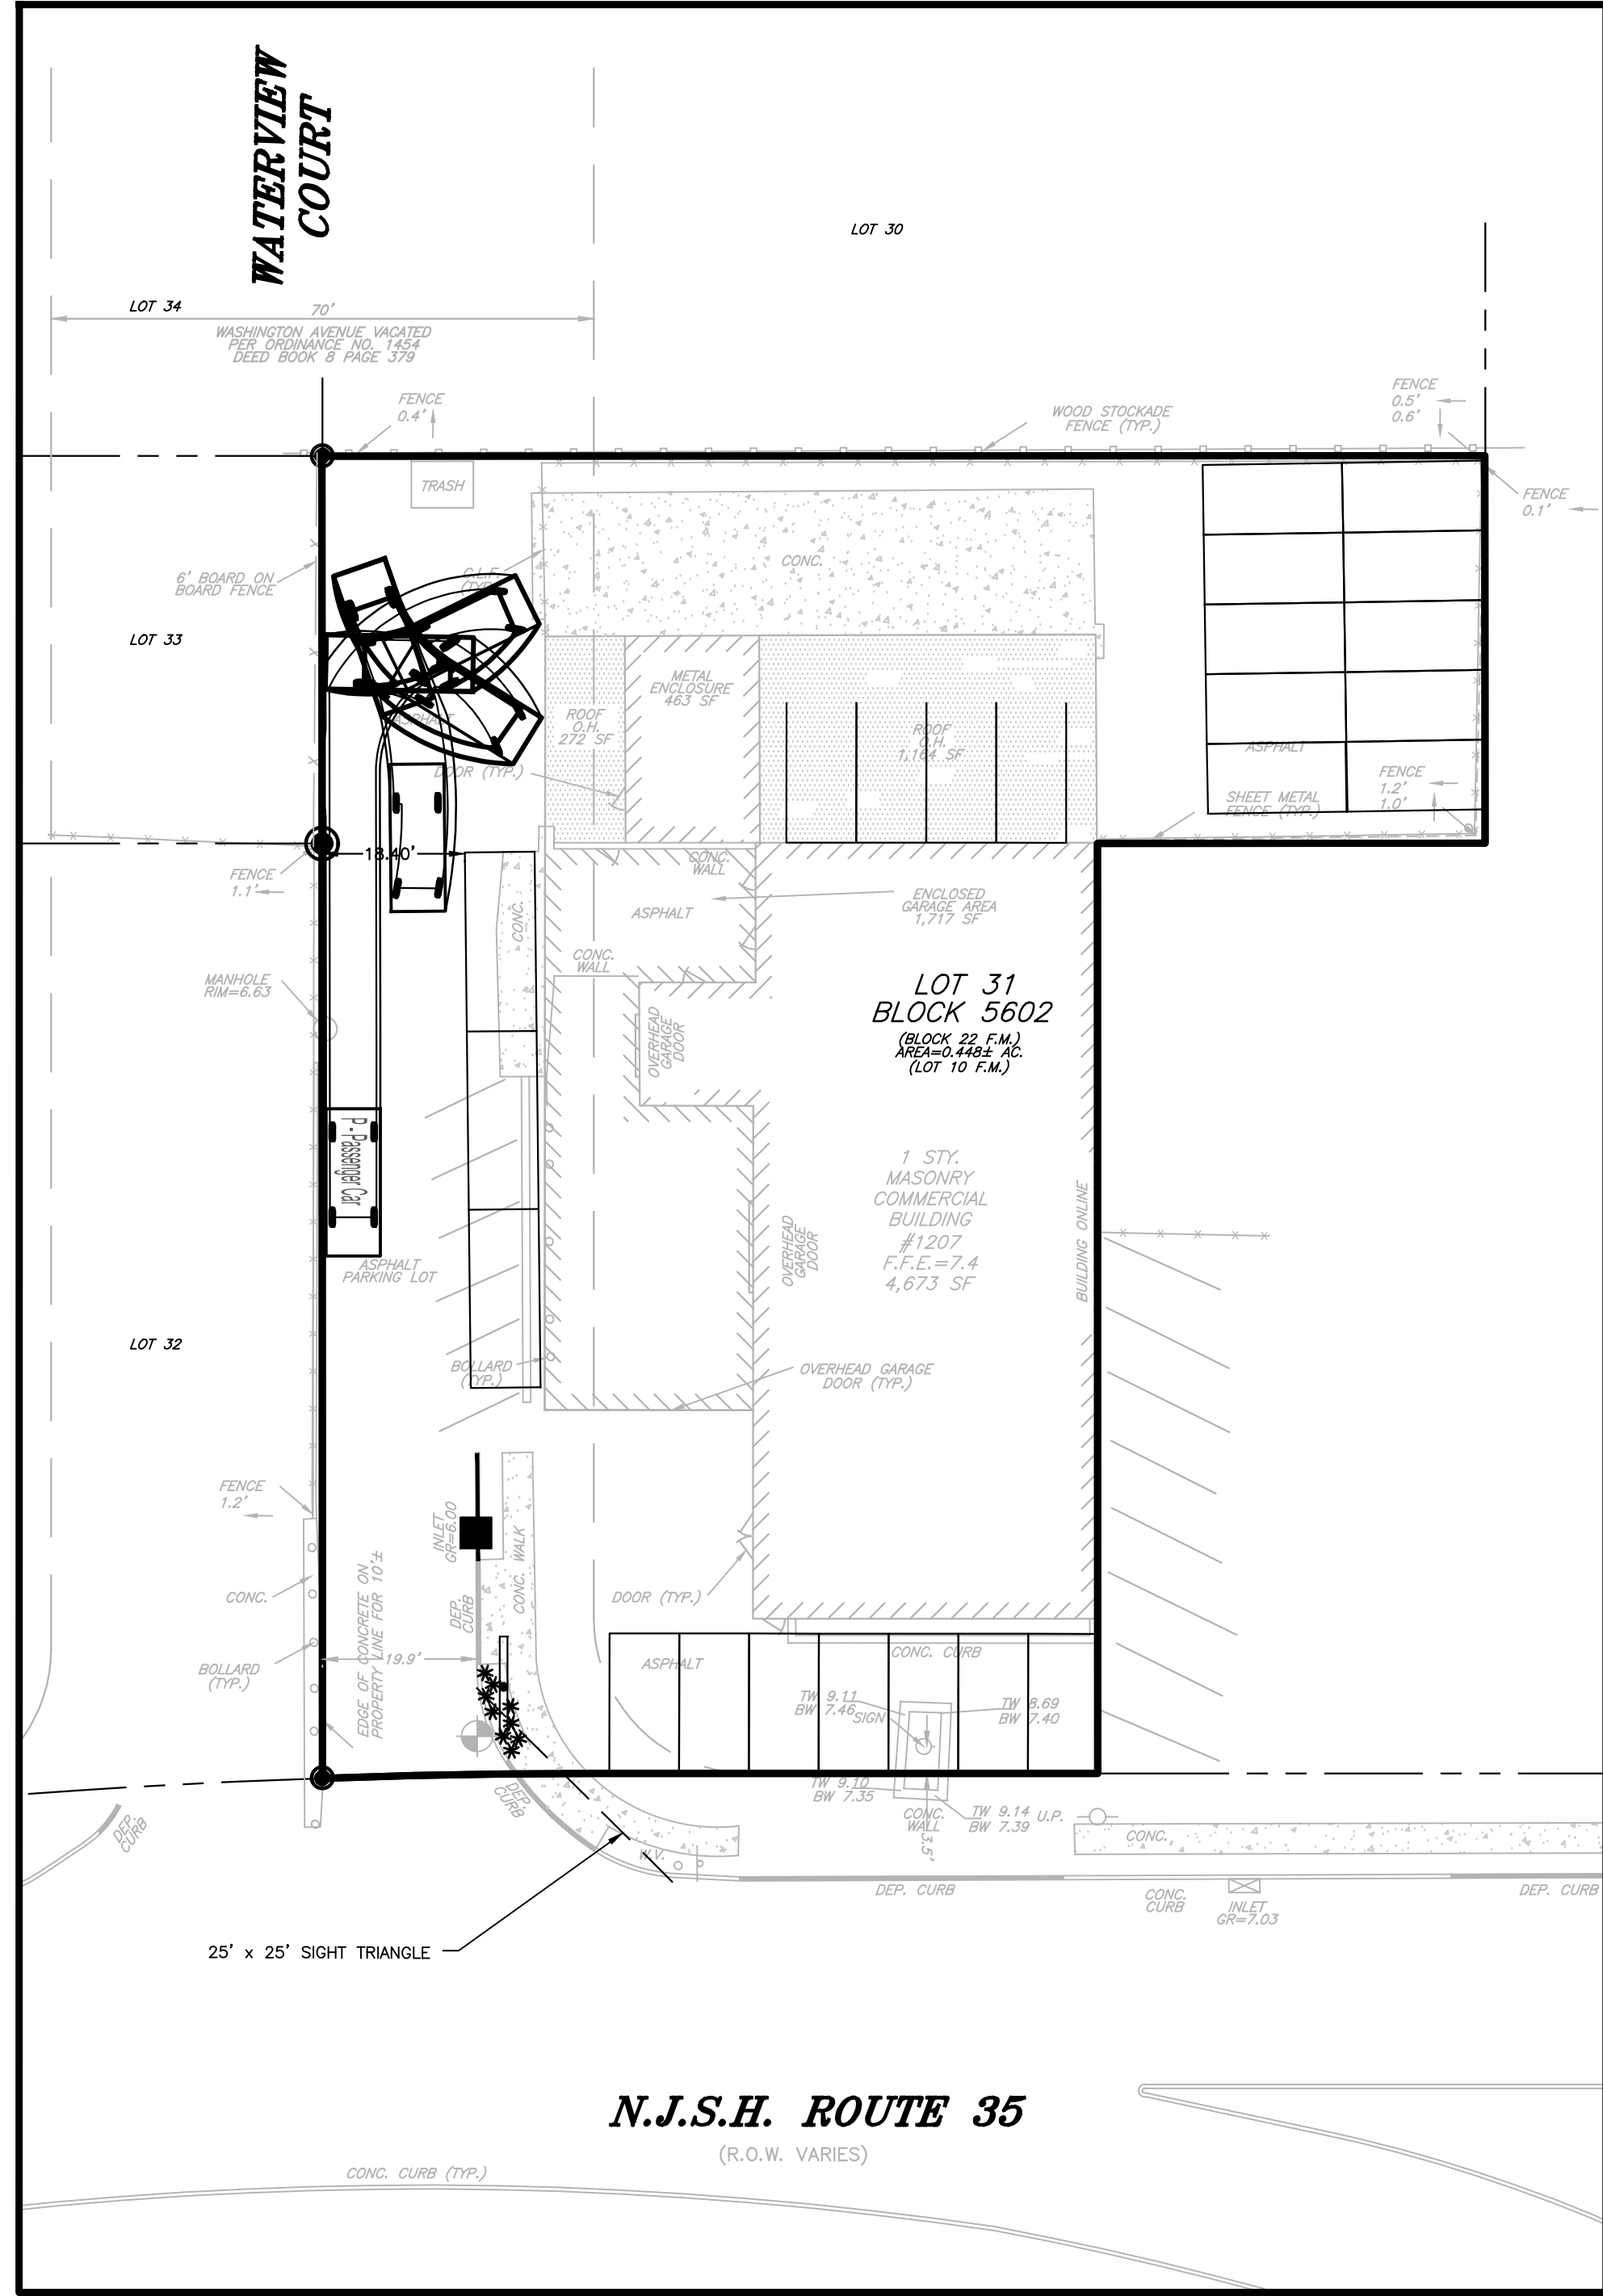 WATERVIEW
COURT
LOT 30
LOT 34
70'
WASHINGTON AVENUE VACATED
PER ORDINANCE NO. 1454
DEED BOOK 8 PAGE 379
FENCE
0.4'
WOOD STOCKADE
FENCE (TYP.)
FENCE
0.5'
0.6'
TRASH
FENCE
0.1'
6' BOARD ON
BOARD FENCE
C.L.F.
(TYP.)
CONC.
LOT 33
METAL
ENCLOSURE
463 SF
ROOF
O.H.
272 SF
ROOF
O.H.
1,164 SF
ASPHALT
ASPHALT
DOOR (TYP.)
FENCE
1.2'
1.0'
SHEET METAL
FENCE (TYP.)
18.40'
CONC.
WALL
FENCE
1.1'
ENCLOSED
GARAGE AREA
1,717 SF
ASPHALT
CONC.
CONC.
WALL
MANHOLE
RIM=6.63
LOT 31
BLOCK 5602
(BLOCK 22 F.M.)
AREA=0.448± AC.
(LOT 10 F.M.)
OVERHEAD
GARAGE
DOOR
P - Passenger Car
1 STY.
MASONRY
COMMERCIAL
BUILDING
#1207
F.F.E.=7.4
4,673 SF
OVERHEAD
GARAGE
DOOR
BUILDING ONLINE
ASPHALT
PARKING LOT
LOT 32
BOLLARD
(TYP.)
OVERHEAD GARAGE
DOOR (TYP.)
FENCE
1.2'
INLET
GR=6.00
CONC. WALK
CONC.
EDGE OF CONCRETE ON
PROPERTY LINE FOR 10'±
DEP.
CURB
DOOR (TYP.)
19.9'
ASPHALT
CONC. CURB
BOLLARD
(TYP.)
TW 9.11
BW 7.46
SIGN
TW 8.69
BW 7.40
TW 9.10
BW 7.35
DEP.
CURB
DEP.
CURB
CONC.
WALL
3.5'
TW 9.14
BW 7.39
U.P.
CONC.
W.V.
DEP. CURB
CONC.
CURB
INLET
GR=7.03
DEP. CURB
25' x 25' SIGHT TRIANGLE
N.J.S.H. ROUTE 35
(R.O.W. VARIES)
CONC. CURB (TYP.)